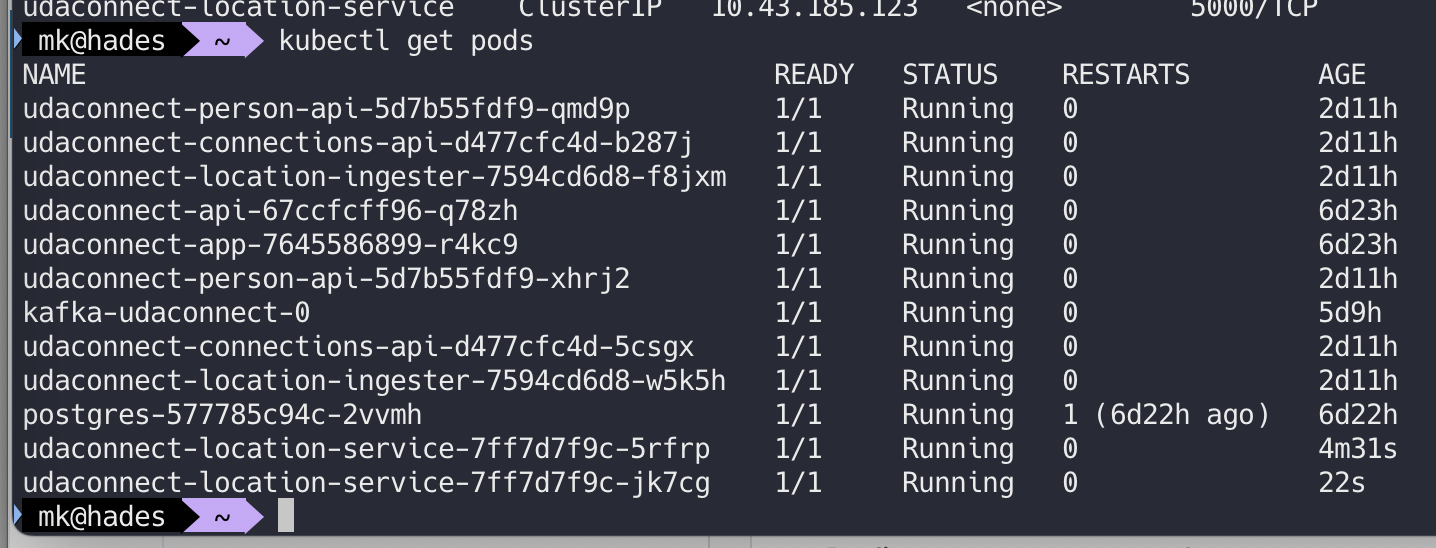 udaconnect-location-service ClusterIP 10.43.185.123 <none> 5000/TCP
mk@hades ~ kubectl get pods
NAME READY STATUS RESTARTS AGE
udaconnect-person-api-5d7b55fdf9-qmd9p 1/1 Running 0 2d11h
udaconnect-connections-api-d477cfc4d-b287j 1/1 Running 0 2d11h
udaconnect-location-ingester-7594cd6d8-f8jxm 1/1 Running 0 2d11h
udaconnect-api-67ccfcff96-q78zh 1/1 Running 0 6d23h
udaconnect-app-7645586899-r4kc9 1/1 Running 0 6d23h
udaconnect-person-api-5d7b55fdf9-xhrj2 1/1 Running 0 2d11h
kafka-udaconnect-0 1/1 Running 0 5d9h
udaconnect-connections-api-d477cfc4d-5csgx 1/1 Running 0 2d11h
udaconnect-location-ingester-7594cd6d8-w5k5h 1/1 Running 0 2d11h
postgres-577785c94c-2vvmh 1/1 Running 1 (6d22h ago) 6d22h
udaconnect-location-service-7ff7d7f9c-5rfrp 1/1 Running 0 4m31s
udaconnect-location-service-7ff7d7f9c-jk7cg 1/1 Running 0 22s
mk@hades ~